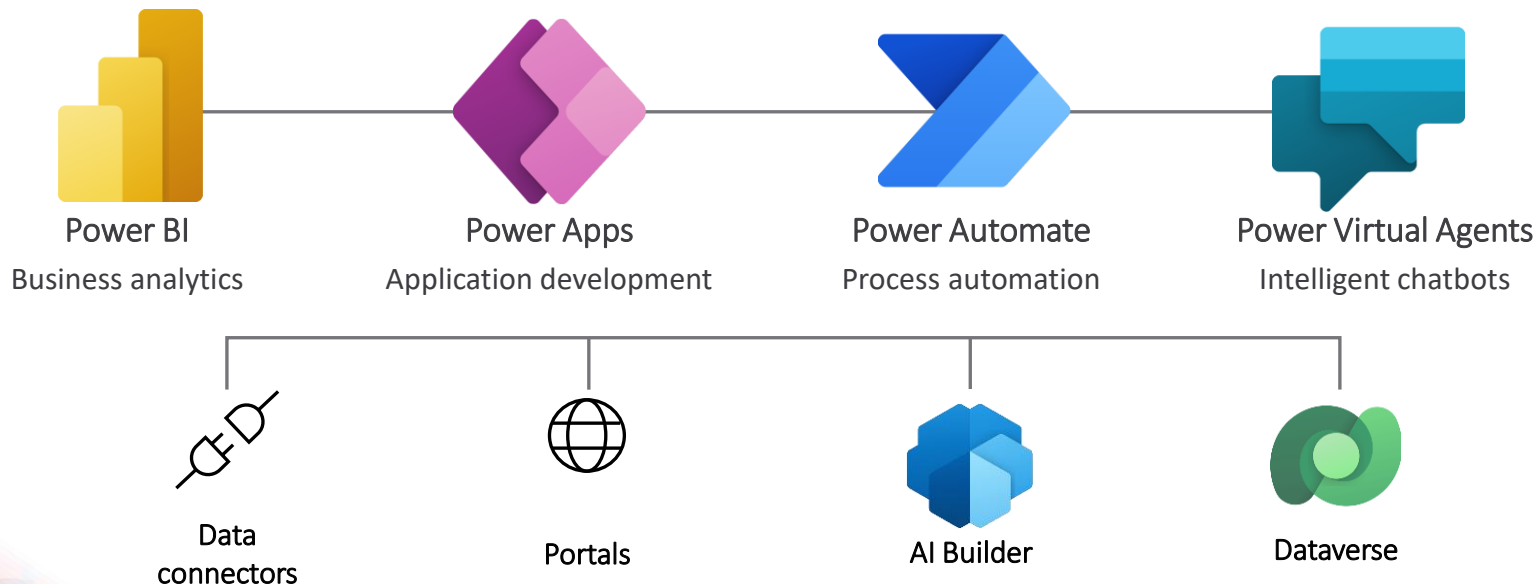 Power BI
Power Apps
Power Automate
Power Virtual Agents
Business analytics
Application development
Process automation
Intelligent chatbots
Data
connectors
Portals
AI Builder
Dataverse